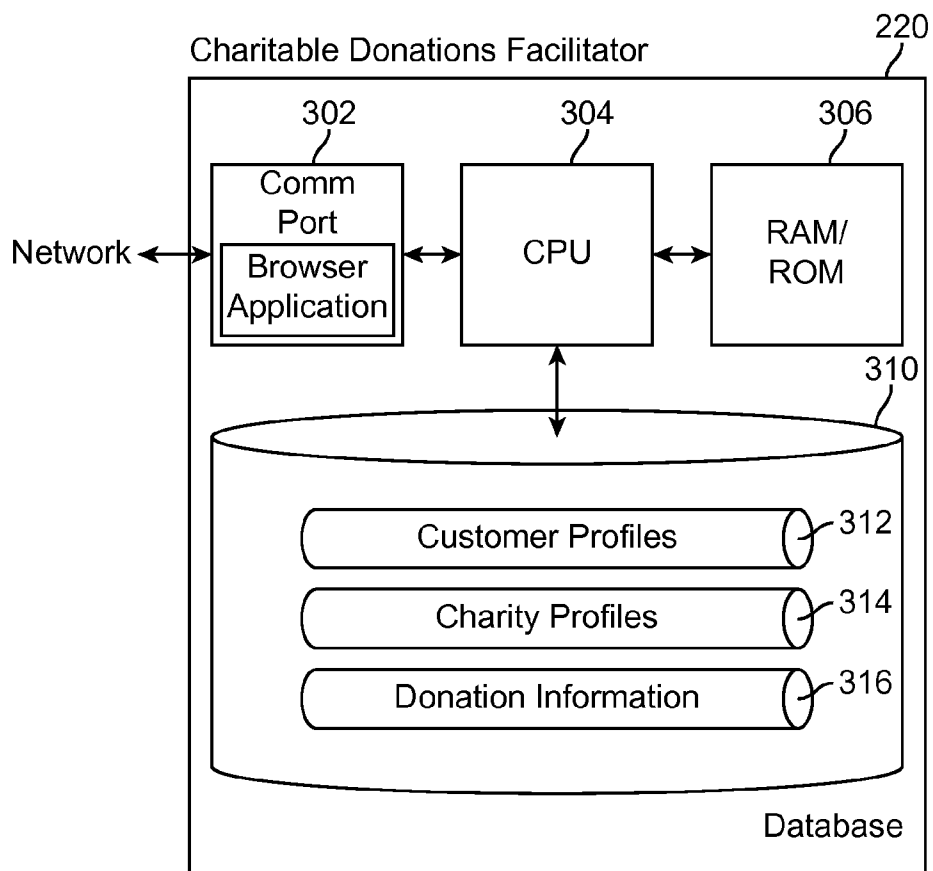 Charitable Donations Facilitator
220
302
304
306
Comm
Port
Browser
Application
Network
CPU
RAM/
ROM
310
Customer Profiles
312
Charity Profiles
314
Donation Information
316
Database